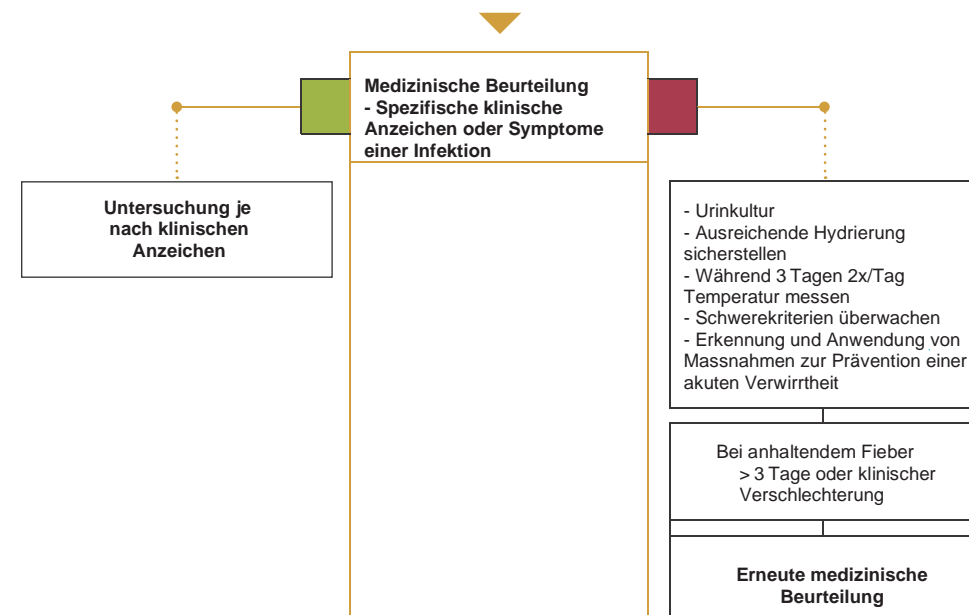 Medizinische Beurteilung
- Spezifische klinische
Anzeichen oder Symptome
einer Infektion
Untersuchung je
nach klinischen
Anzeichen
- Urinkultur
- Ausreichende Hydrierung
sicherstellen
- Während 3 Tagen 2x/Tag
Temperatur messen
- Schwerekriterien überwachen
- Erkennung und Anwendung von
Massnahmen zur Prävention einer
akuten Verwirrtheit
Bei anhaltendem Fieber
> 3 Tage oder klinischer
Verschlechterung
Erneute medizinische
Beurteilung